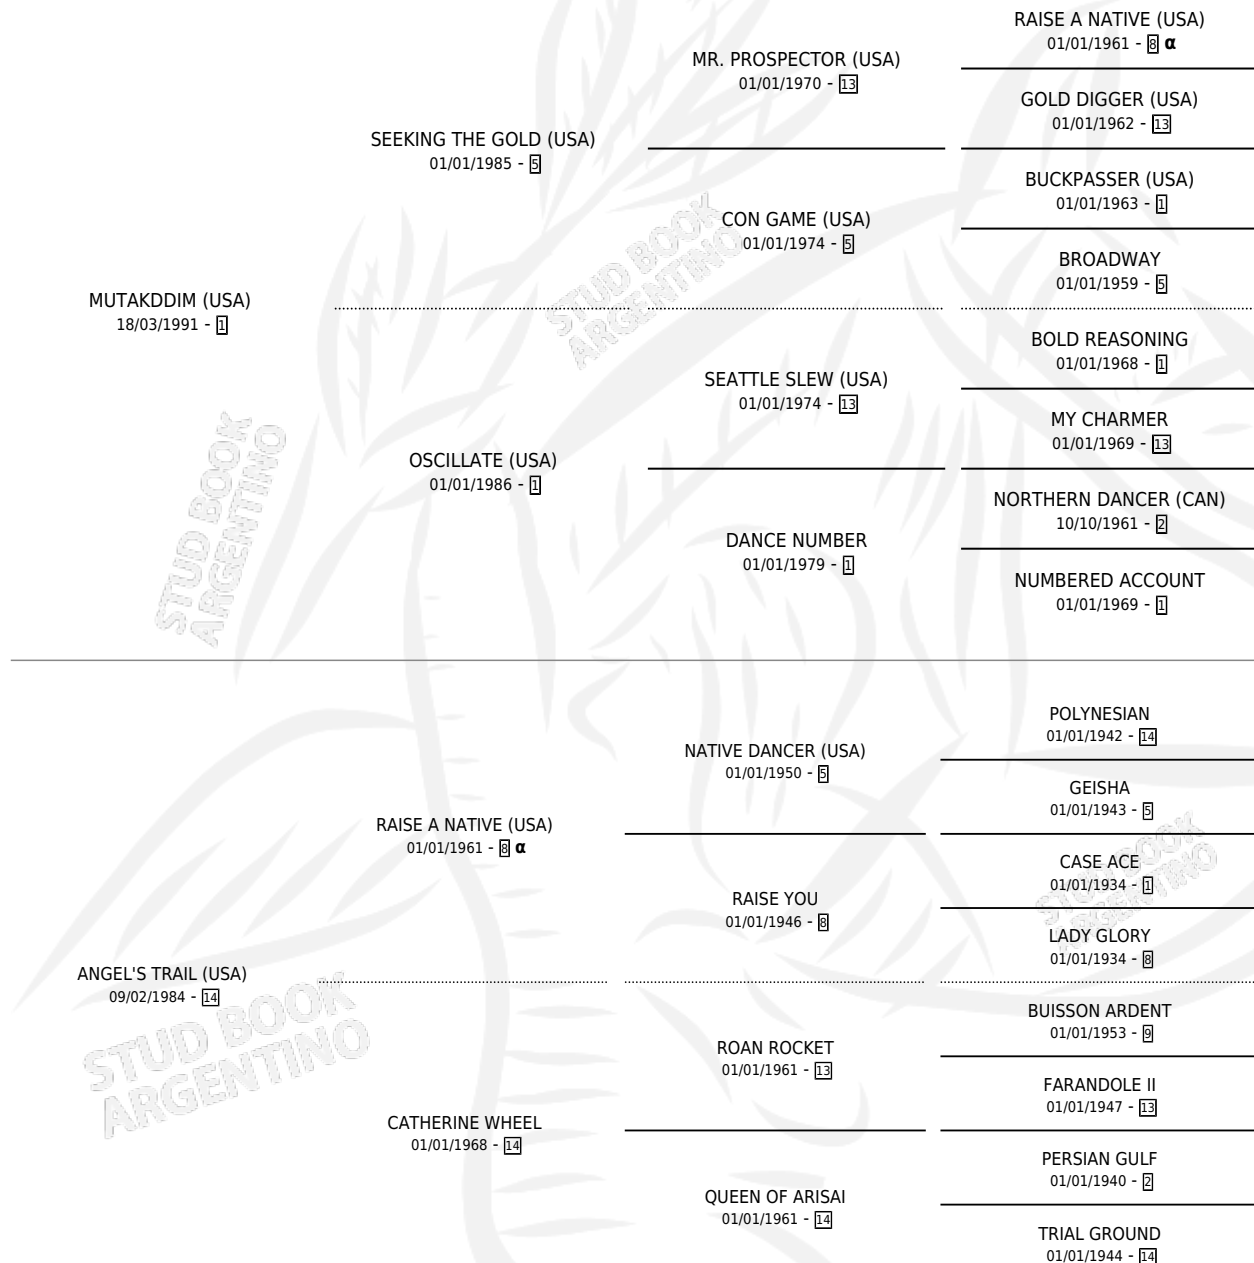 RAISE A NATIVE (USA)
01/01/1961 - 8 α
MR. PROSPECTOR (USA)
01/01/1970 - 13
GOLD DIGGER (USA)
01/01/1962 - 13
SEEKING THE GOLD (USA)
01/01/1985 - 5
BUCKPASSER (USA)
01/01/1963 - 1
CON GAME (USA)
01/01/1974 - 5
BROADWAY
01/01/1959 - 5
MUTAKDDIM (USA)
18/03/1991 - 1
BOLD REASONING
01/01/1968 - 1
SEATTLE SLEW (USA)
01/01/1974 - 13
MY CHARMER
01/01/1969 - 13
OSCILLATE (USA)
01/01/1986 - 1
NORTHERN DANCER (CAN)
10/10/1961 - 2
DANCE NUMBER
01/01/1979 - 1
NUMBERED ACCOUNT
01/01/1969 - 1
POLYNESIAN
01/01/1942 - 14
NATIVE DANCER (USA)
01/01/1950 - 5
GEISHA
01/01/1943 - 5
RAISE A NATIVE (USA)
01/01/1961 - 8 α
CASE ACE
01/01/1934 - 1
RAISE YOU
01/01/1946 - 8
LADY GLORY
01/01/1934 - 8
ANGEL'S TRAIL (USA)
09/02/1984 - 14
BUISSON ARDENT
01/01/1953 - 9
ROAN ROCKET
01/01/1961 - 13
FARANDOLE II
01/01/1947 - 13
CATHERINE WHEEL
01/01/1968 - 14
PERSIAN GULF
01/01/1940 - 2
QUEEN OF ARISAI
01/01/1961 - 14
TRIAL GROUND
01/01/1944 - 14
STUD BOOK
ARGENTINO
STUD BOOK
ARGENTINO
STUD BOOK
ARGENTINO
STUD BOOK
ARGENTINO